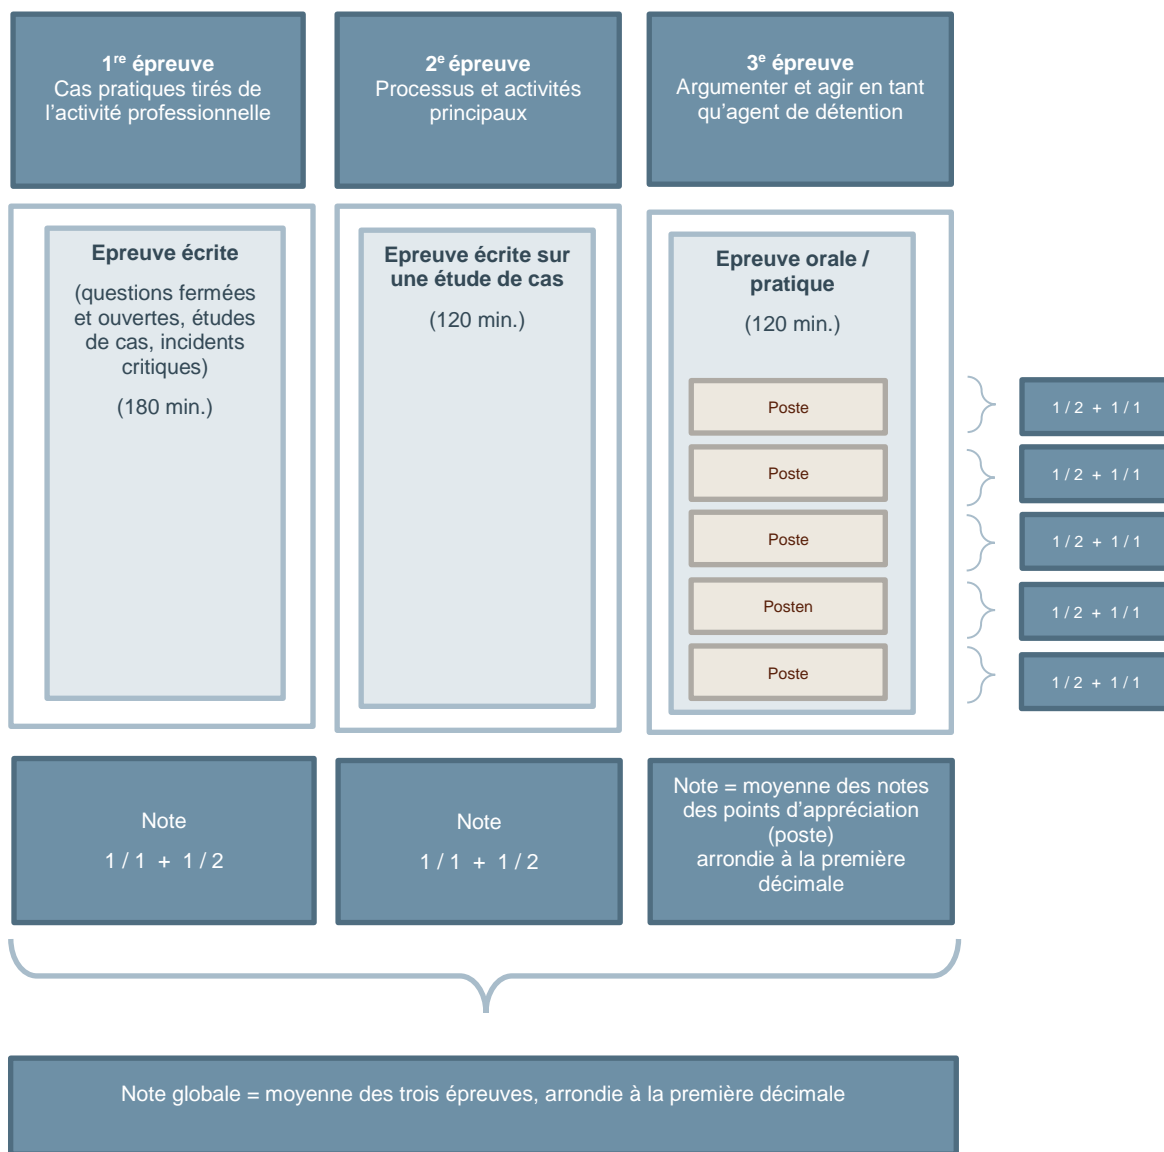 1re épreuve
Cas pratiques tirés de
l’activité professionnelle
2e épreuve
Processus et activités
principaux
3e épreuve
Argumenter et agir en tant
qu’agent de détention
Epreuve écrite
(questions fermées
et ouvertes, études
de cas, incidents
critiques)
(180 min.)
Epreuve écrite sur
une étude de cas
(120 min.)
Epreuve orale /
pratique
(120 min.)
Poste
1 / 2 + 1 / 1
Poste
1 / 2 + 1 / 1
Poste
1 / 2 + 1 / 1
Posten
1 / 2 + 1 / 1
Poste
1 / 2 + 1 / 1
Note
1 / 1 + 1 / 2
Note
1 / 1 + 1 / 2
Note = moyenne des notes
des points d’appréciation
(poste)
arrondie à la première
décimale
Note globale = moyenne des trois épreuves, arrondie à la première décimale